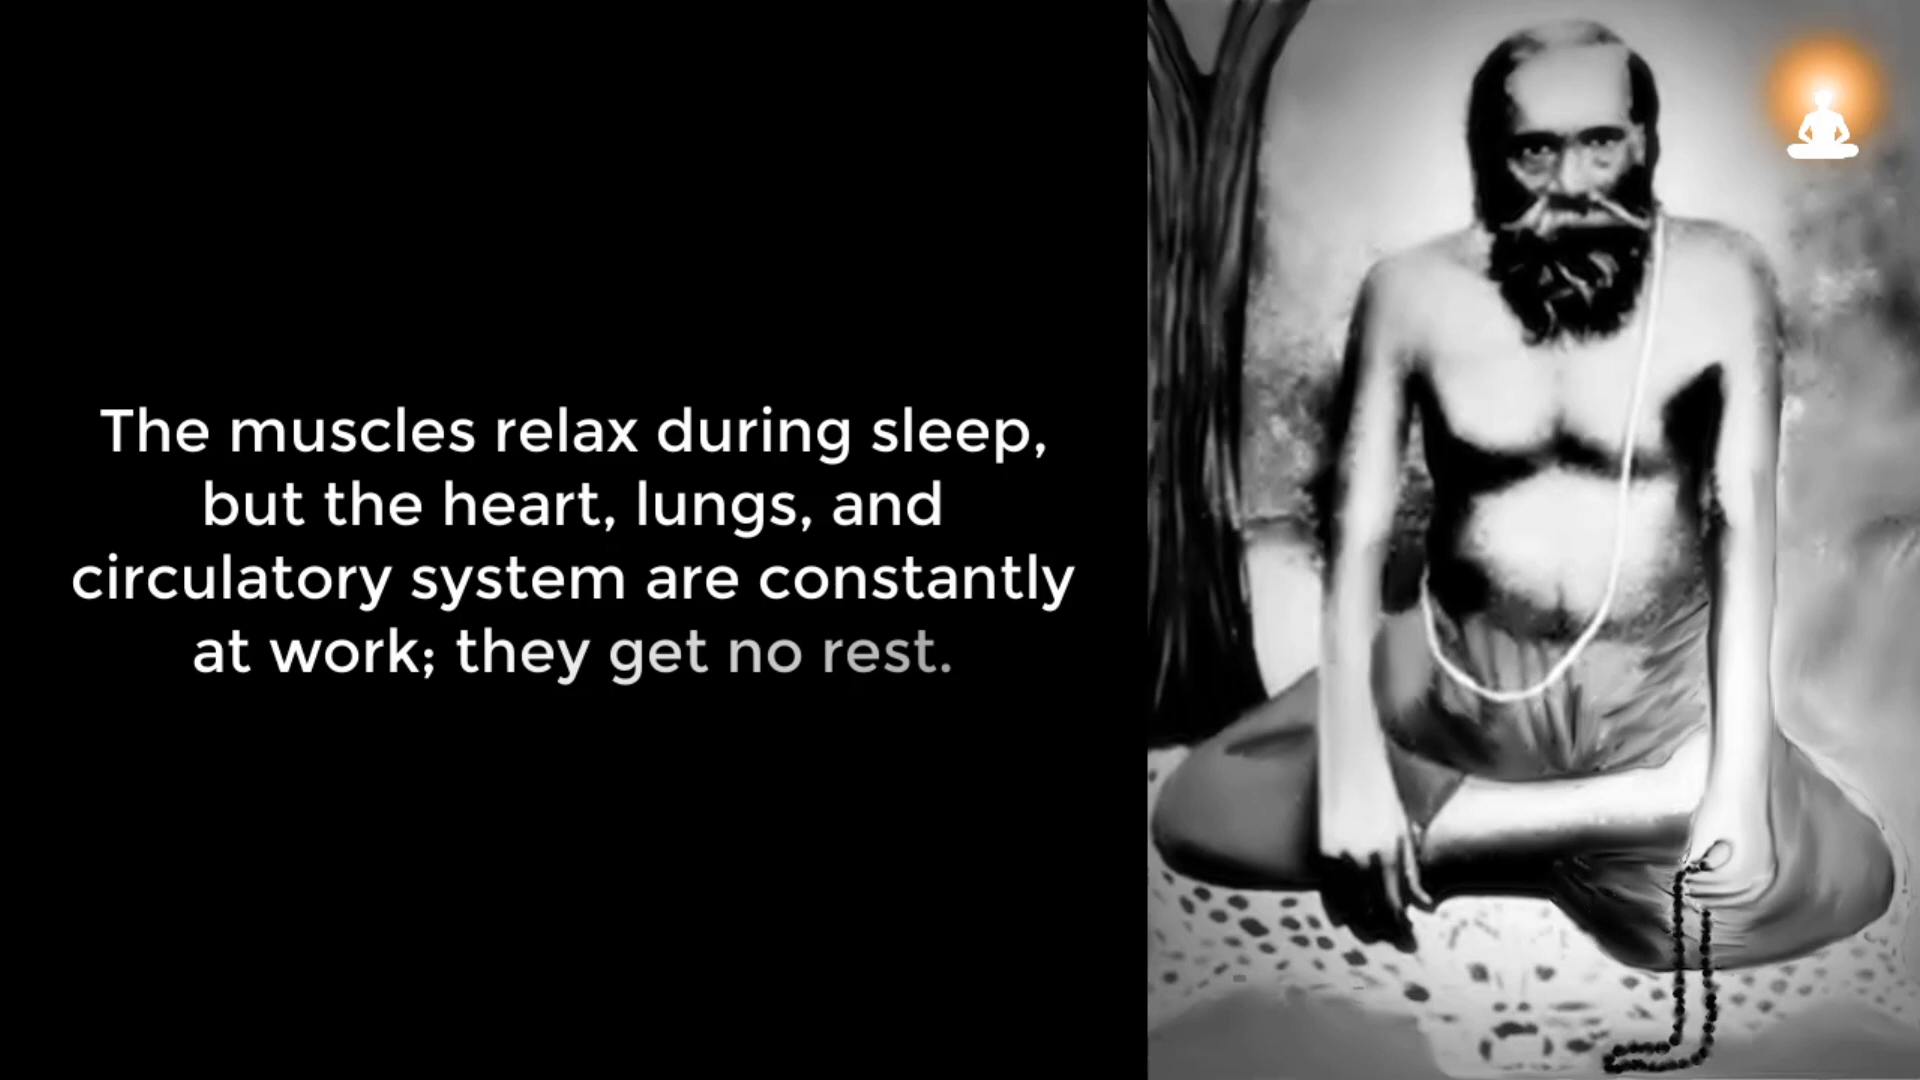 The muscles relax during sleep,
but the heart, lungs, and
circulatory system are constantly
at work; they get no rest.